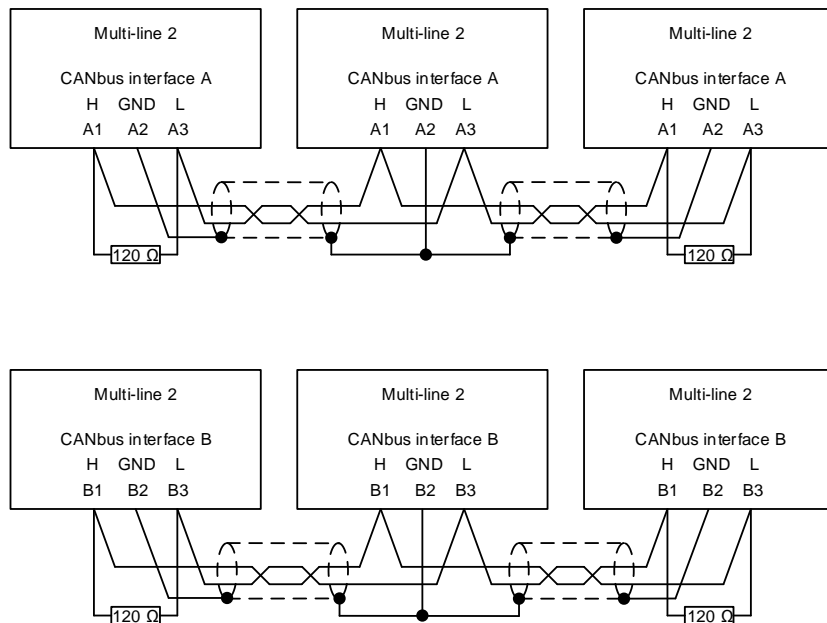 Multi-line 2 Multi-line 2 Multi-line 2
CANbus interface A CANbus interface A CANbus interface A
H GND L H GND L H GND L
A1 A2 A3 A1 A2 A3 A1 A2 A3
120 Ω 120 Ω
Multi-line 2 Multi-line 2 Multi-line 2
CANbus interface B CANbus interface B CANbus interface B
H GND L H GND L H GND L
B1 B2 B3 B1 B2 B3 B1 B2 B3
120 Ω 120 Ω